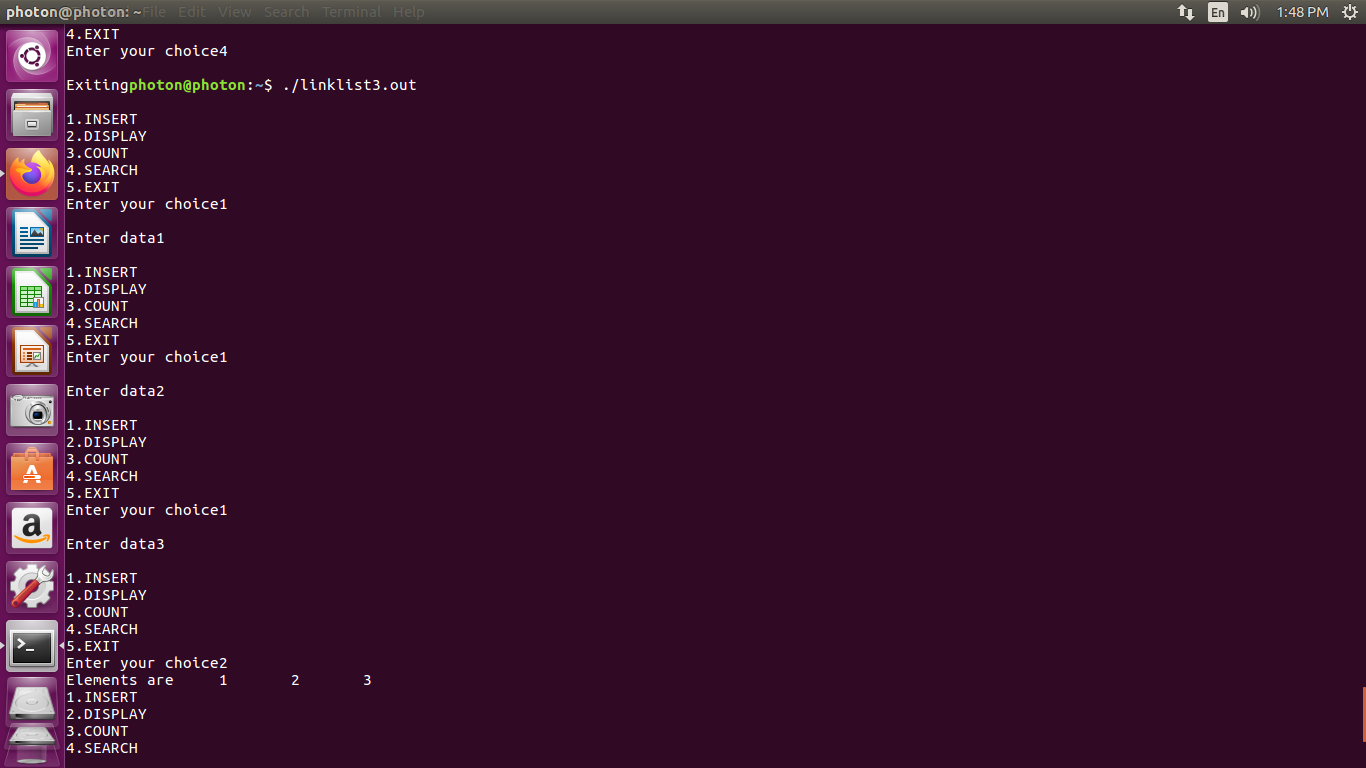 photon@photon: ~ File Edit View Search Terminal Help En 1:48 PM
4.EXIT
Enter your choice4
Exitingphoton@photon:~$ ./linklist3.out
1.INSERT
2.DISPLAY
3.COUNT
4.SEARCH
5.EXIT
Enter your choice1
Enter data1
1.INSERT
2.DISPLAY
3.COUNT
4.SEARCH
5.EXIT
Enter your choice1
Enter data2
1.INSERT
2.DISPLAY
3.COUNT
4.SEARCH
5.EXIT
Enter your choice1
Enter data3
1.INSERT
2.DISPLAY
3.COUNT
4.SEARCH
5.EXIT
Enter your choice2
Elements are 1 2 3
1.INSERT
2.DISPLAY
3.COUNT
4.SEARCH